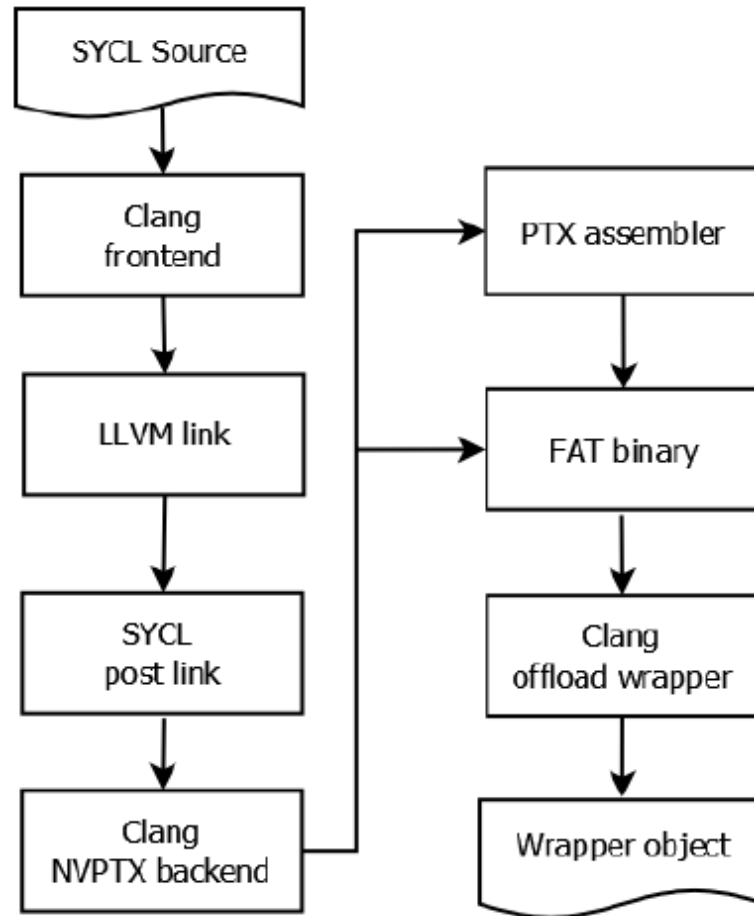 SYCL Source
Clang
frontend
LLVM link
SYCL
post link
Clang
NVPTX backend
PTX assembler
FAT binary
Clang
offload wrapper
Wrapper object